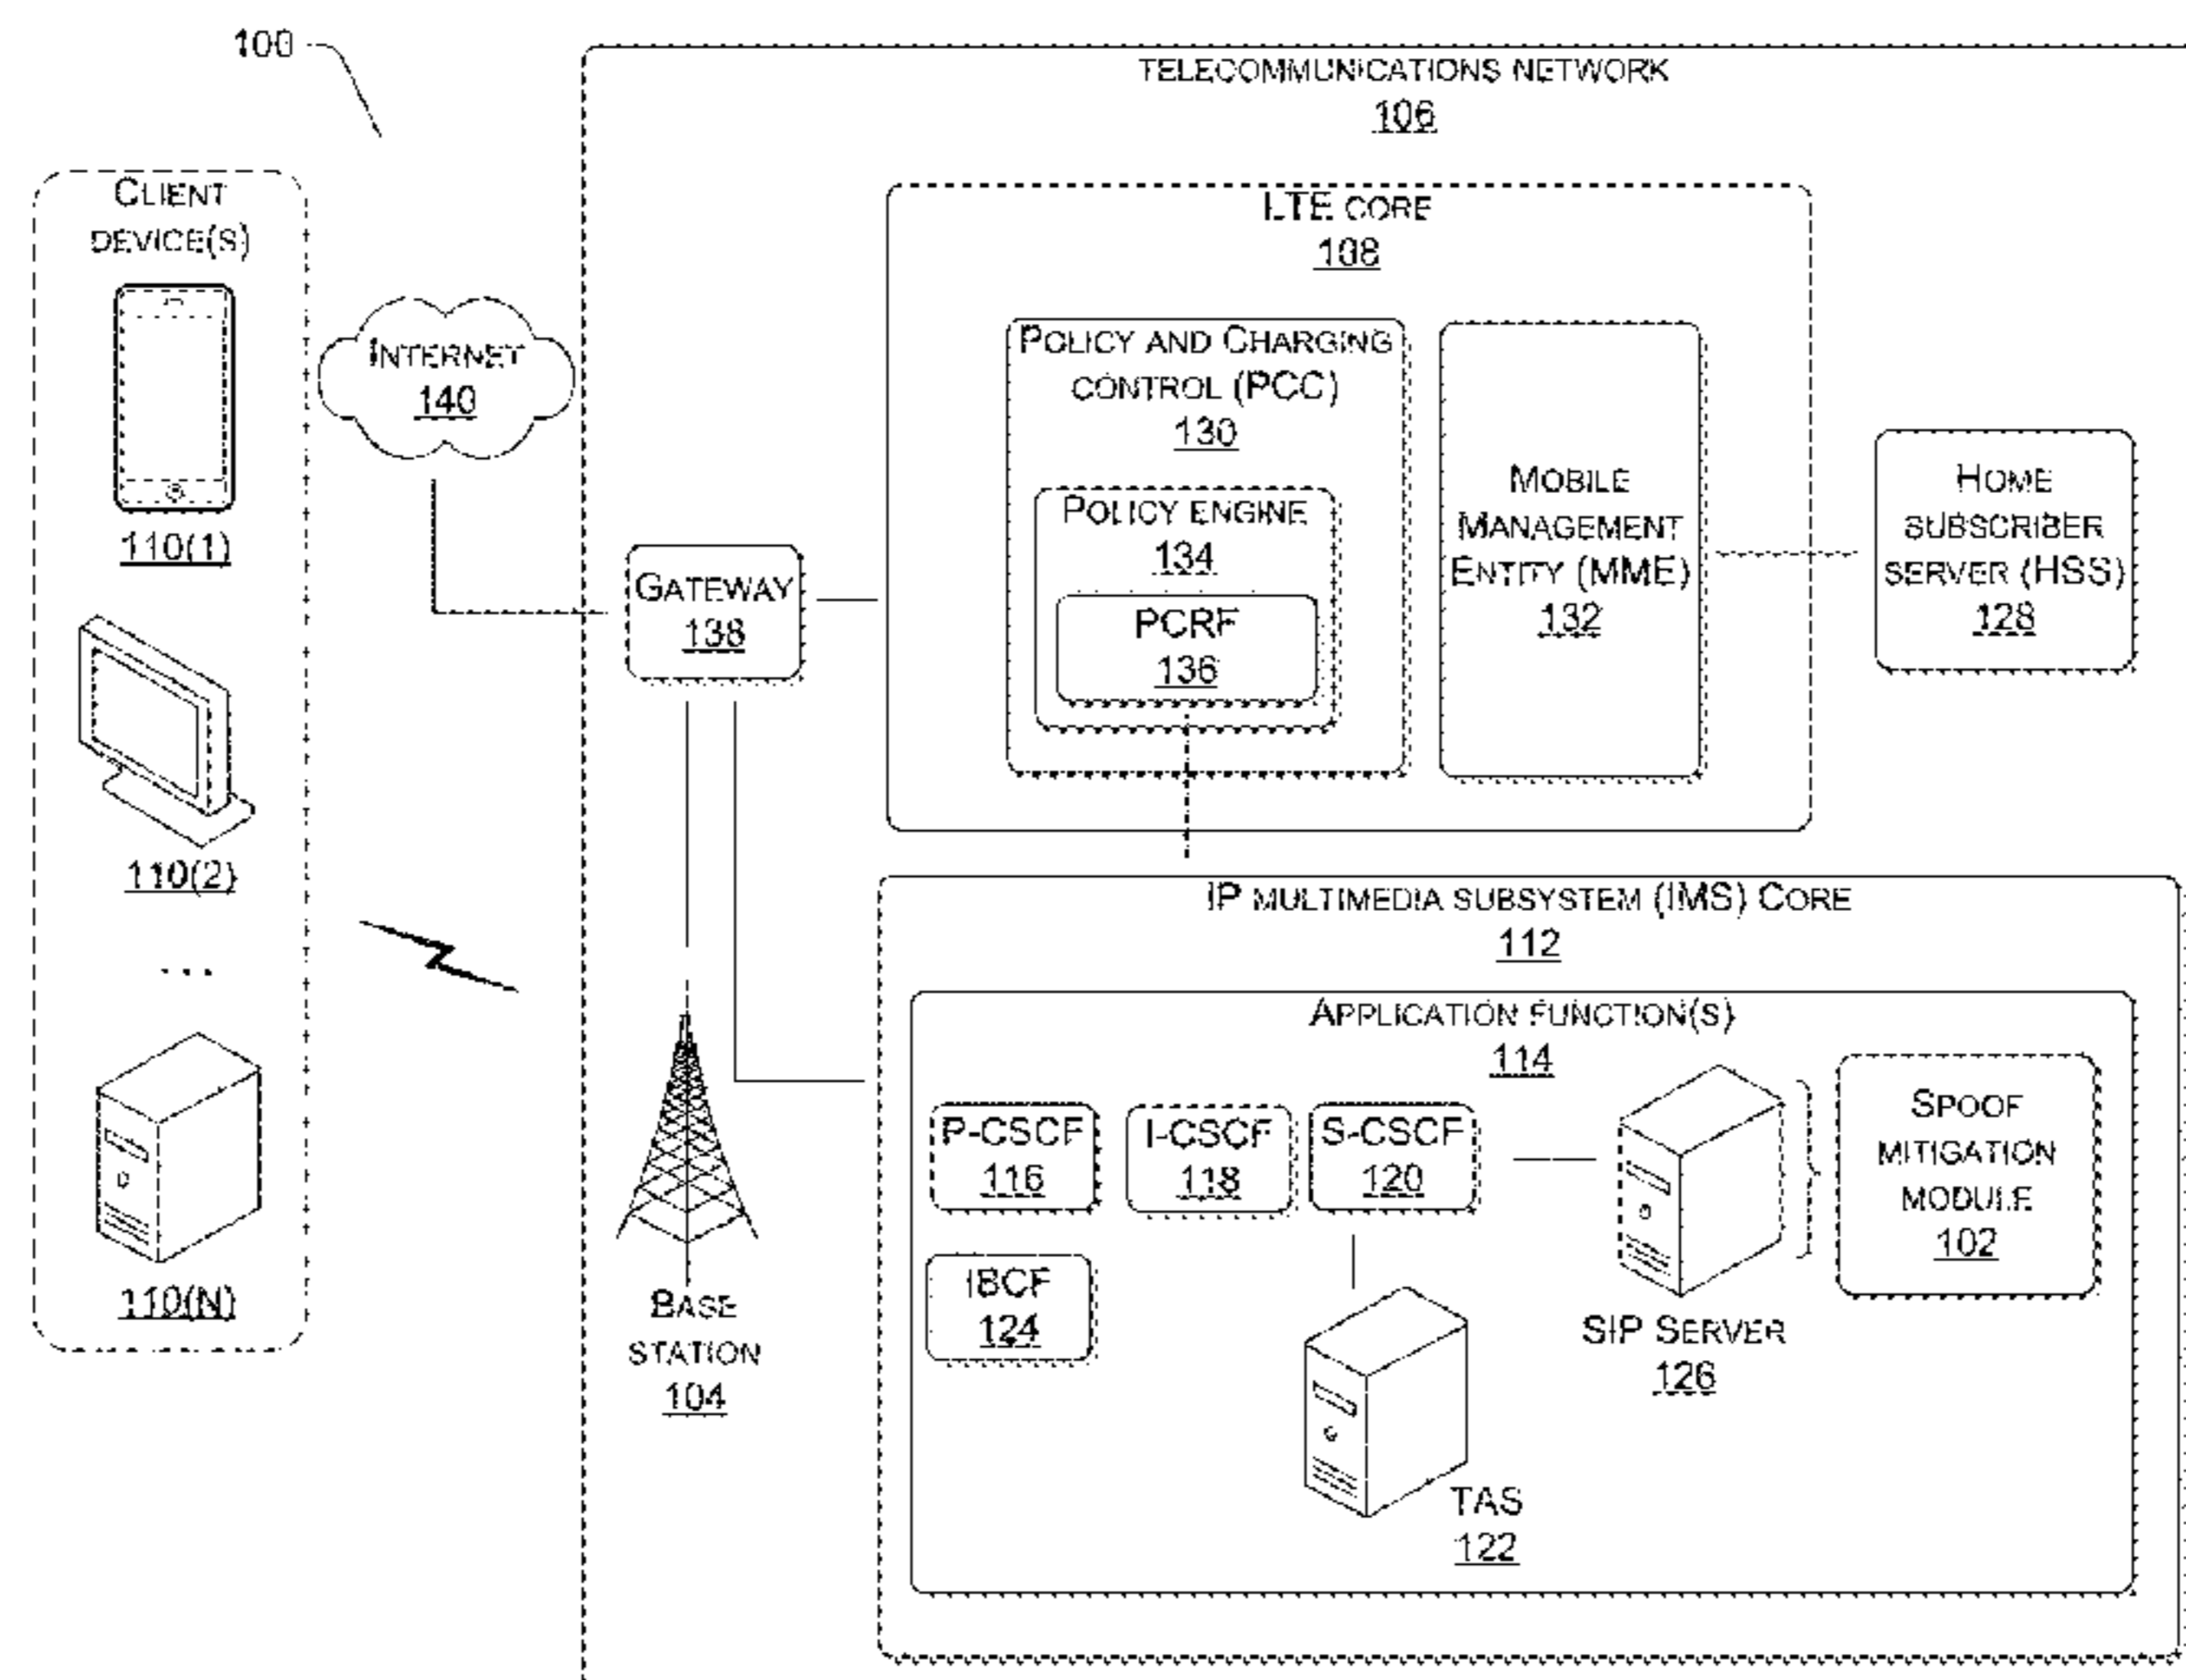 100
TELECOMMUNICATIONS NETWORK
106
CLIENT
DEVICE(S)
110(1)
110(2)
...
110(N)
INTERNET
140
GATEWAY
138
BASE
STATION
104
LTE CORE
108
POLICY AND CHARGING
CONTROL (PCC)
130
POLICY ENGINE
134
PCRF
136
MOBILE
MANAGEMENT
ENTITY (MME)
132
HOME
SUBSCRIBER
SERVER (HSS)
128
IP MULTIMEDIA SUBSYSTEM (IMS) CORE
112
APPLICATION FUNCTION(S)
114
P-CSCF
116
I-CSCF
118
S-CSCF
120
IBCF
124
TAS
122
SIP SERVER
126
SPOOF
MITIGATION
MODULE
102